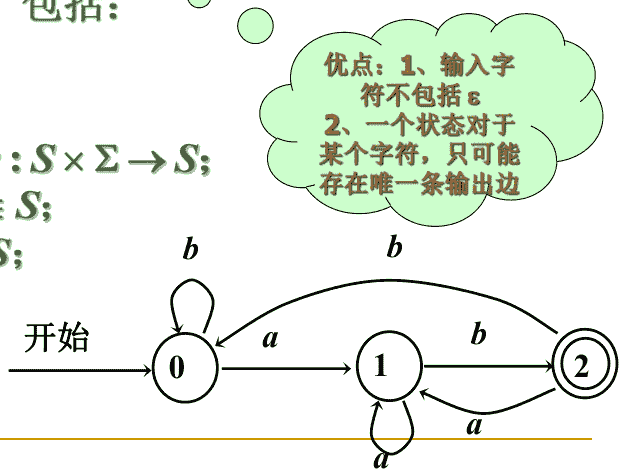 包括：
优点：1、输入字
符不包括 ε
2、一个状态对于
某个字符，只可能
存在唯一条输出边
: S × Σ → S;
S;
S;
b
b
开始
a
b
0
1
2
a
a